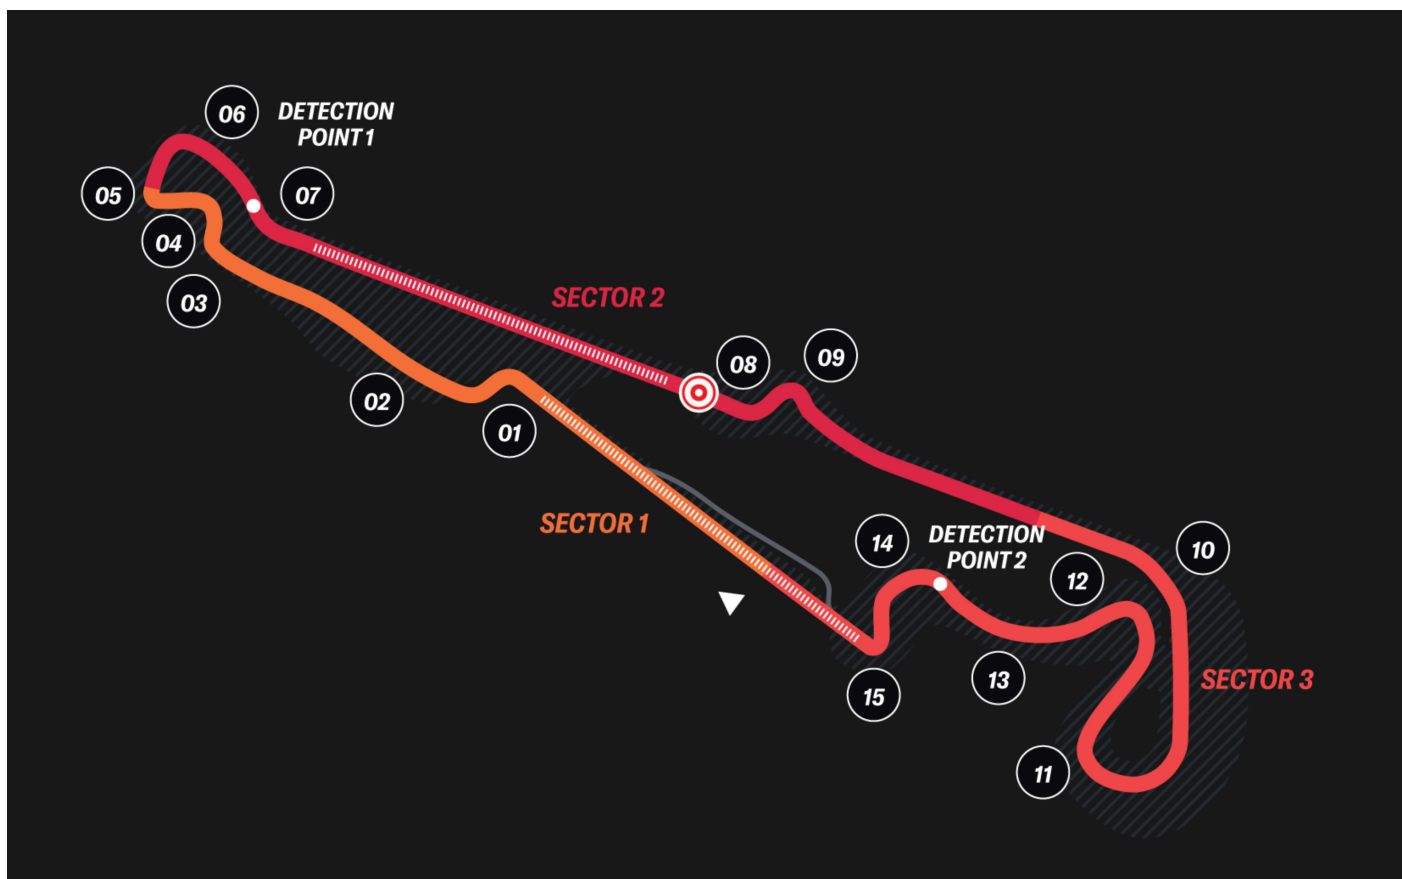 06
DETECTION
POINT 1
05
07
04
03
SECTOR 2
08
09
02
01
SECTOR 1
14
DETECTION
POINT 2
10
12
13
SECTOR 3
15
11